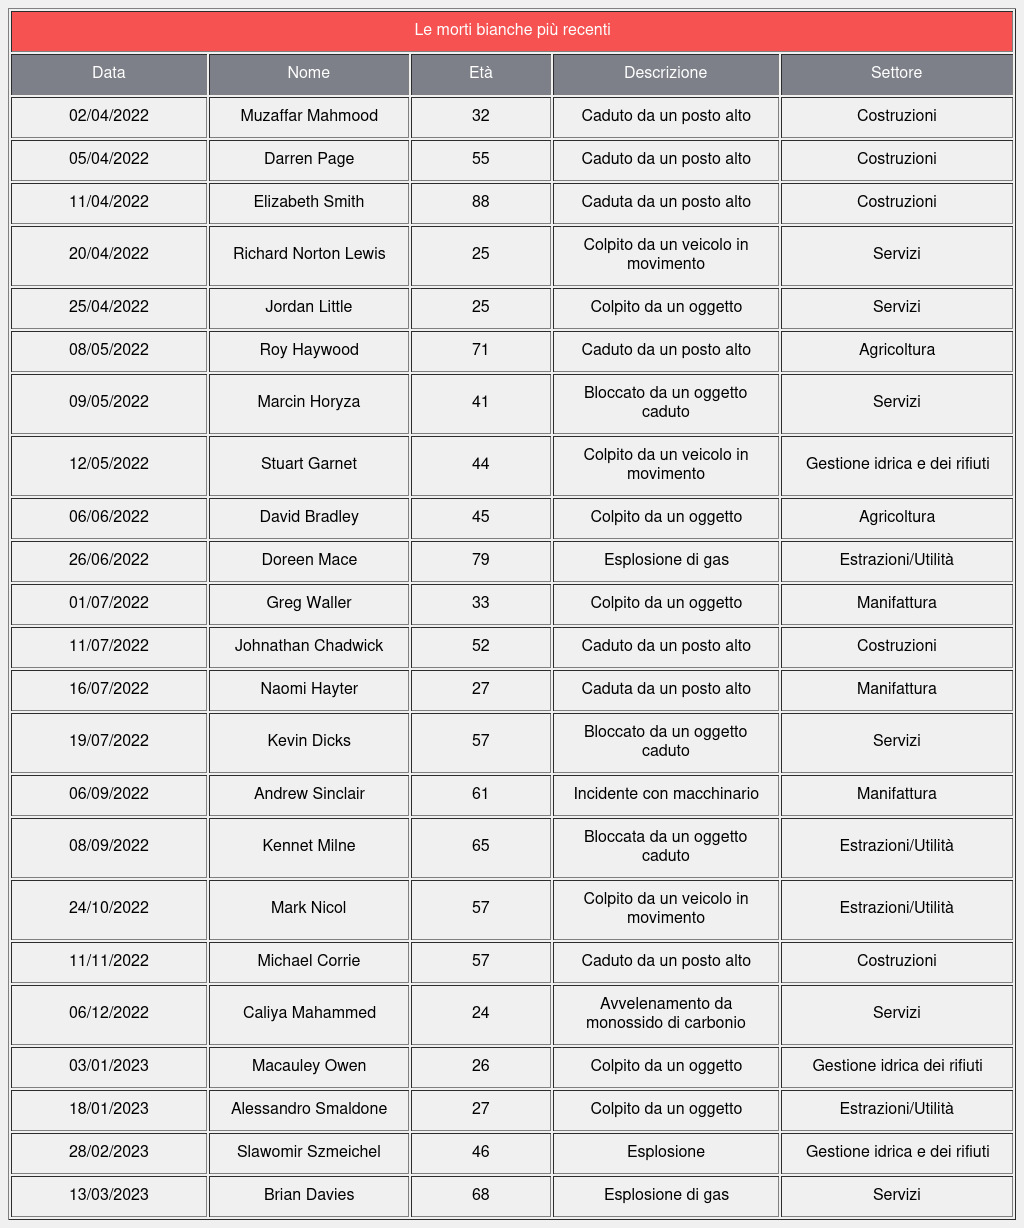 Le morti bianche più recenti
Data Nome Età Descrizione Settore
02/04/2022 Muzaffar Mahmood 32 Caduto da un posto alto Costruzioni
05/04/2022 Darren Page 55 Caduto da un posto alto Costruzioni
11/04/2022 Elizabeth Smith 88 Caduta da un posto alto Costruzioni
20/04/2022 Richard Norton Lewis 25 Colpito da un veicolo in movimento Servizi
25/04/2022 Jordan Little 25 Colpito da un oggetto Servizi
08/05/2022 Roy Haywood 71 Caduto da un posto alto Agricoltura
09/05/2022 Marcin Horyza 41 Bloccato da un oggetto caduto Servizi
12/05/2022 Stuart Garnet 44 Colpito da un veicolo in movimento Gestione idrica e dei rifiuti
06/06/2022 David Bradley 45 Colpito da un oggetto Agricoltura
26/06/2022 Doreen Mace 79 Esplosione di gas Estrazioni/Utilità
01/07/2022 Greg Waller 33 Colpito da un oggetto Manifattura
11/07/2022 Johnathan Chadwick 52 Caduto da un posto alto Costruzioni
16/07/2022 Naomi Hayter 27 Caduta da un posto alto Manifattura
19/07/2022 Kevin Dicks 57 Bloccato da un oggetto caduto Servizi
06/09/2022 Andrew Sinclair 61 Incidente con macchinario Manifattura
08/09/2022 Kennet Milne 65 Bloccata da un oggetto caduto Estrazioni/Utilità
24/10/2022 Mark Nicol 57 Colpito da un veicolo in movimento Estrazioni/Utilità
11/11/2022 Michael Corrie 57 Caduto da un posto alto Costruzioni
06/12/2022 Caliya Mahammed 24 Avvelenamento da monossido di carbonio Servizi
03/01/2023 Macauley Owen 26 Colpito da un oggetto Gestione idrica dei rifiuti
18/01/2023 Alessandro Smaldone 27 Colpito da un oggetto Estrazioni/Utilità
28/02/2023 Slawomir Szmeichel 46 Esplosione Gestione idrica e dei rifiuti
13/03/2023 Brian Davies 68 Esplosione di gas Servizi